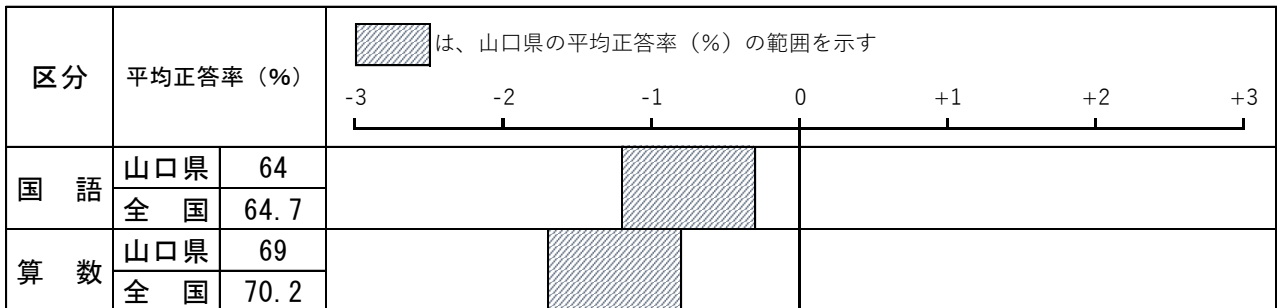 は、山口県の平均正答率（%）の範囲を示す
区分 平均正答率（%）
-3 -2 -1 0 +1 +2 +3
国 語 山口県 64
全 国 64.7
算 数 山口県 69
全 国 70.2